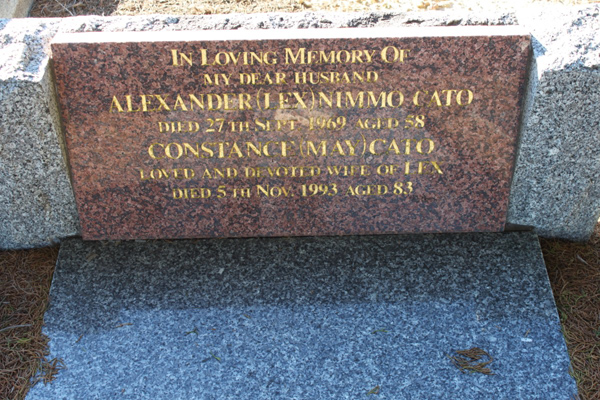 In Loving Memory Of
my dear husband
Alexander (Lex) Nimmo Cato
died 27th Sept. 1969 aged 58
Constance (May) Cato
loved and devoted wife of Lex
died 5th Nov. 1993 aged 83